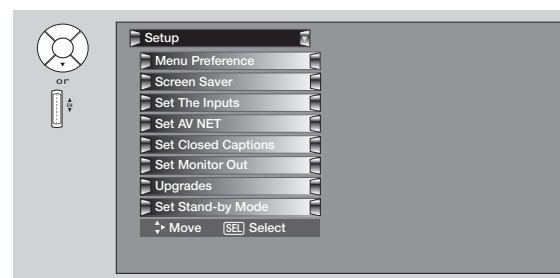 Setup
Menu Preference
Screen Saver
or
Set The Inputs
Set AV NET
Set Closed Captions
Set Monitor Out
Upgrades
Set Stand-by Mode
Move SEL Select